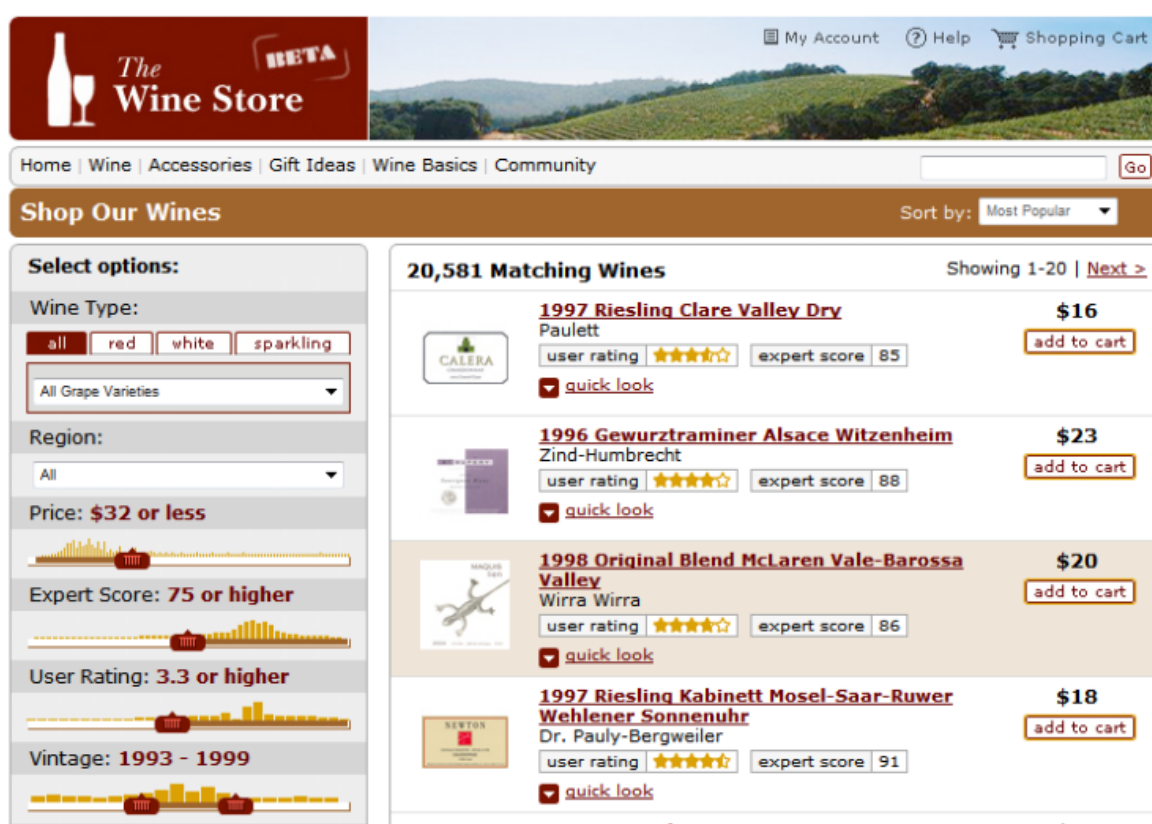 The
Wine Store
BETA
My Account
Help
Shopping Cart
Home | Wine | Accessories | Gift Ideas | Wine Basics | Community
Go
Shop Our Wines
Sort by: Most Popular
Select options:
Wine Type:
all red white sparkling
All Grape Varieties
Region:
All
Price: $32 or less
Expert Score: 75 or higher
User Rating: 3.3 or higher
Vintage: 1993 - 1999
20,581 Matching Wines
Showing 1-20 | Next >
CALERA
1997 Riesling Clare Valley Dry
Paulett
user rating expert score 85
quick look
$16
add to cart
1996 Gewurztraminer Alsace Witzenheim
Zind-Humbrecht
user rating expert score 88
quick look
$23
add to cart
MAQUIS
lien
1998 Original Blend McLaren Vale-Barossa
Valley
Wirra Wirra
user rating expert score 86
quick look
$20
add to cart
NEWTON
1997 Riesling Kabinett Mosel-Saar-Ruwer
Wehlener Sonnenuhr
Dr. Pauly-Bergweiler
user rating expert score 91
quick look
$18
add to cart